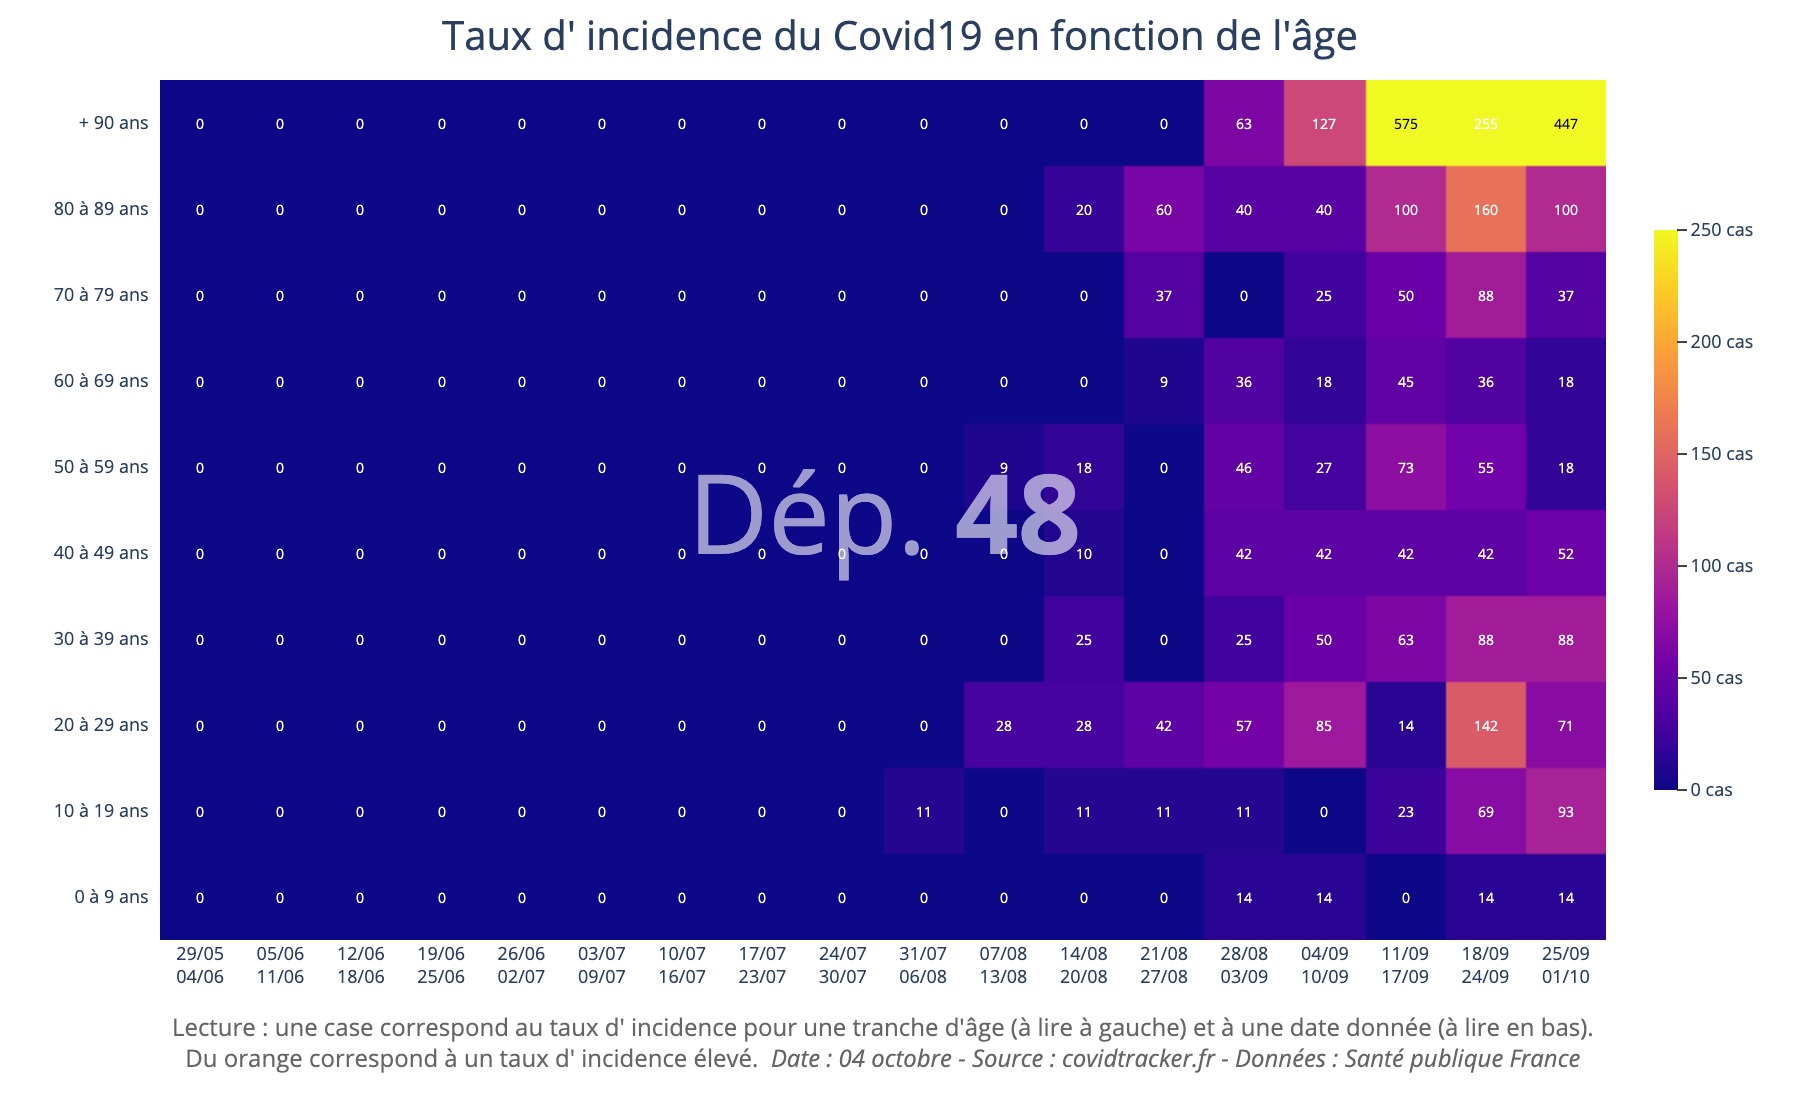 Taux d' incidence du Covid19 en fonction de l'âge
+ 90 ans 0 0 0 0 0 0 0 0 0 0 0 0 0 63 127 575 255 447
80 à 89 ans 0 0 0 0 0 0 0 0 0 0 0 20 60 40 40 100 160 100
250 cas
70 à 79 ans 0 0 0 0 0 0 0 0 0 0 0 0 37 0 25 50 88 37
200 cas
60 à 69 ans 0 0 0 0 0 0 0 0 0 0 0 0 9 36 18 45 36 18
150 cas
50 à 59 ans 0 0 0 0 0 0 0 0 0 0 9 18 0 46 27 73 55 18
Dép. 48
40 à 49 ans 0 0 0 0 0 0 0 0 0 0 0 10 0 42 42 42 42 52
100 cas
30 à 39 ans 0 0 0 0 0 0 0 0 0 0 0 25 0 25 50 63 88 88
50 cas
20 à 29 ans 0 0 0 0 0 0 0 0 0 0 28 28 42 57 85 14 142 71
0 cas
10 à 19 ans 0 0 0 0 0 0 0 0 0 11 0 11 11 11 0 23 69 93
0 à 9 ans 0 0 0 0 0 0 0 0 0 0 0 0 0 14 14 0 14 14
29/05 05/06 12/06 19/06 26/06 03/07 10/07 17/07 24/07 31/07 07/08 14/08 21/08 28/08 04/09 11/09 18/09 25/09
04/06 11/06 18/06 25/06 02/07 09/07 16/07 23/07 30/07 06/08 13/08 20/08 27/08 03/09 10/09 17/09 24/09 01/10
Lecture : une case correspond au taux d' incidence pour une tranche d'âge (à lire à gauche) et à une date donnée (à lire en bas).
Du orange correspond à un taux d' incidence élevé. Date : 04 octobre - Source : covidtracker.fr - Données : Santé publique France